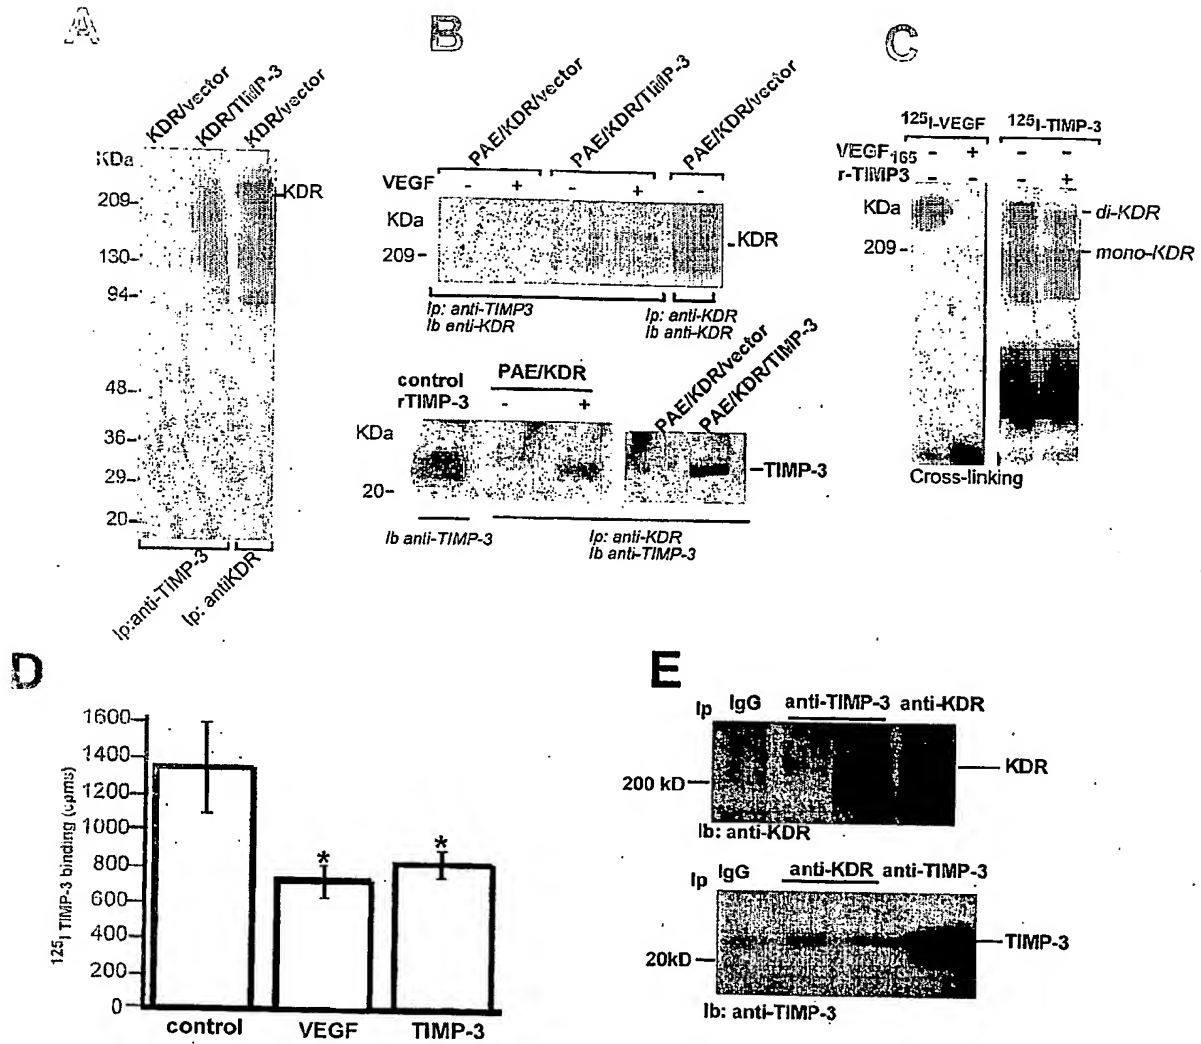 A
KDR/vector
KDR/TIMP-3
KDR/vector
KDa
209-
130-
94-
48-
36-
29-
20-
KDR
Ip:anti-TIMP-3
Ip: antiKDR
B
PAE/KDR/vector
PAE/KDR/TIMP-3
PAE/KDR/vector
VEGF - + - + -
KDa
209-
-KDR
Ip: anti-TIMP3
Ib anti-KDR
Ip: anti-KDR
Ib anti-KDR
control
rTIMP-3
PAE/KDR
- +
PAE/KDR/vector
PAE/KDR/TIMP-3
KDa
20-
-TIMP-3
Ib anti-TIMP-3
Ip: anti-KDR
Ib anti-TIMP-3
C
125I-VEGF 125I-TIMP-3
VEGF165 - + - -
r-TIMP3 - - - +
KDa
209-
- di-KDR
- mono-KDR
Cross-linking
D
125I TIMP-3 binding (cpms)
1600
1400
1200
1000
800
600
400
200
0
* *
control VEGF TIMP-3
E
Ip IgG anti-TIMP-3 anti-KDR
200 kD
KDR
Ib: anti-KDR
Ip IgG anti-KDR anti-TIMP-3
20kD
TIMP-3
Ib: anti-TIMP-3